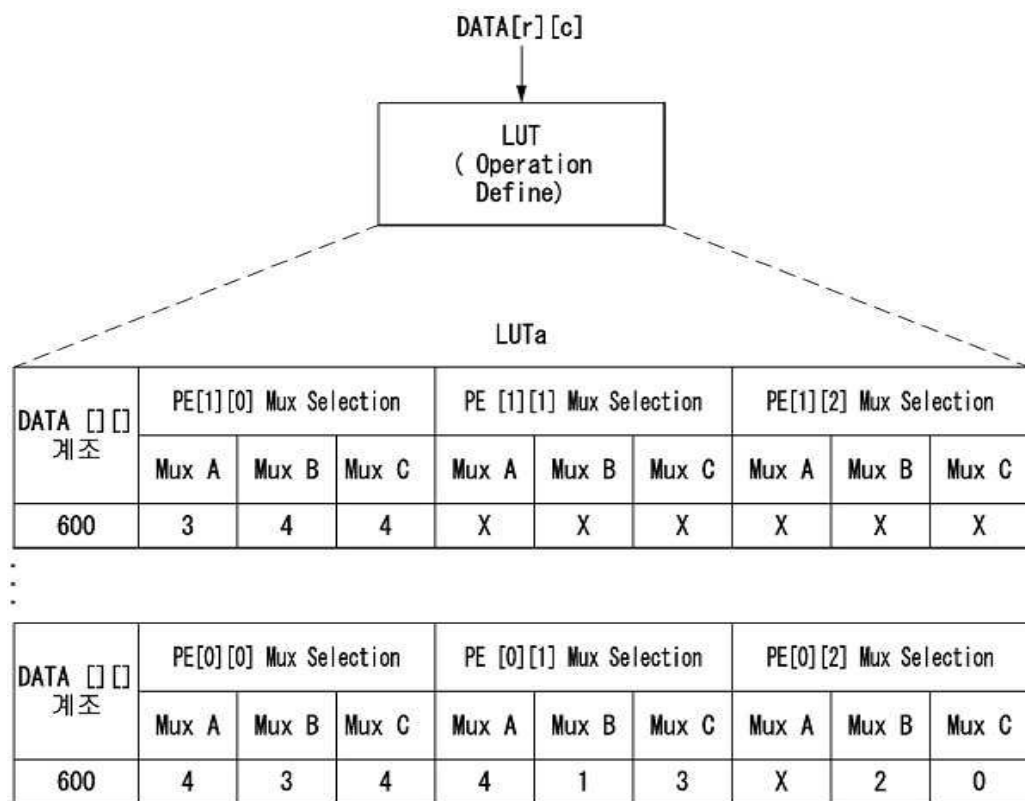 DATA[r][c]
LUT
( Operation
Define)
LUTa
DATA [][]
계조
PE[1][0] Mux Selection
PE [1][1] Mux Selection
PE[1][2] Mux Selection
Mux A
Mux B
Mux C
Mux A
Mux B
Mux C
Mux A
Mux B
Mux C
600
3
4
4
X
X
X
X
X
X
DATA [][]
계조
PE[0][0] Mux Selection
PE [0][1] Mux Selection
PE[0][2] Mux Selection
Mux A
Mux B
Mux C
Mux A
Mux B
Mux C
Mux A
Mux B
Mux C
600
4
3
4
4
1
3
X
2
0